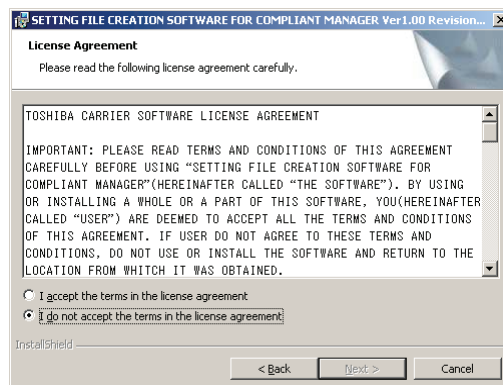 SETTING FILE CREATION SOFTWARE FOR COMPLIANT MANAGER Ver1.00 Revision...
License Agreement
Please read the following license agreement carefully.
TOSHIBA CARRIER SOFTWARE LICENSE AGREEMENT
IMPORTANT: PLEASE READ TERMS AND CONDITIONS OF THIS AGREEMENT
CAREFULLY BEFORE USING “SETTING FILE CREATION SOFTWARE FOR
COMPLIANT MANAGER”(HEREINAFTER CALLED “THE SOFTWARE”). BY USING
OR INSTALLING A WHOLE OR A PART OF THIS SOFTWARE, YOU(HEREINAFTER
CALLED “USER”) ARE DEEMED TO ACCEPT ALL THE TERMS AND CONDITIONS
OF THIS AGREEMENT. IF USER DO NOT AGREE TO THESE TERMS AND
CONDITIONS, DO NOT USE OR INSTALL THE SOFTWARE AND RETURN TO THE
LOCATION FROM WHITCH IT WAS OBTAINED.
I accept the terms in the license agreement
I do not accept the terms in the license agreement
InstallShield
< Back Next > Cancel